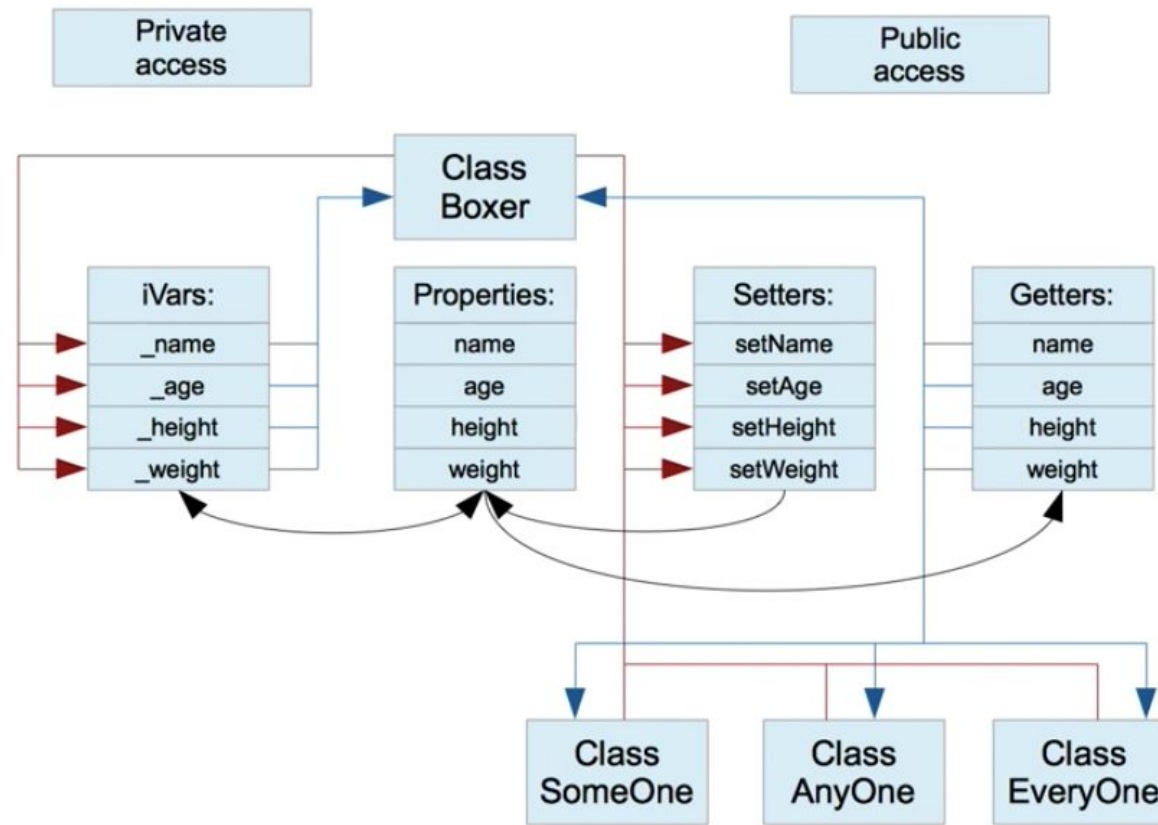 Private
access
Public
access
Class
Boxer
iVars:
_name
_age
_height
_weight
Properties:
name
age
height
weight
Setters:
setName
setAge
setHeight
setWeight
Getters:
name
age
height
weight
Class
SomeOne
Class
AnyOne
Class
EveryOne